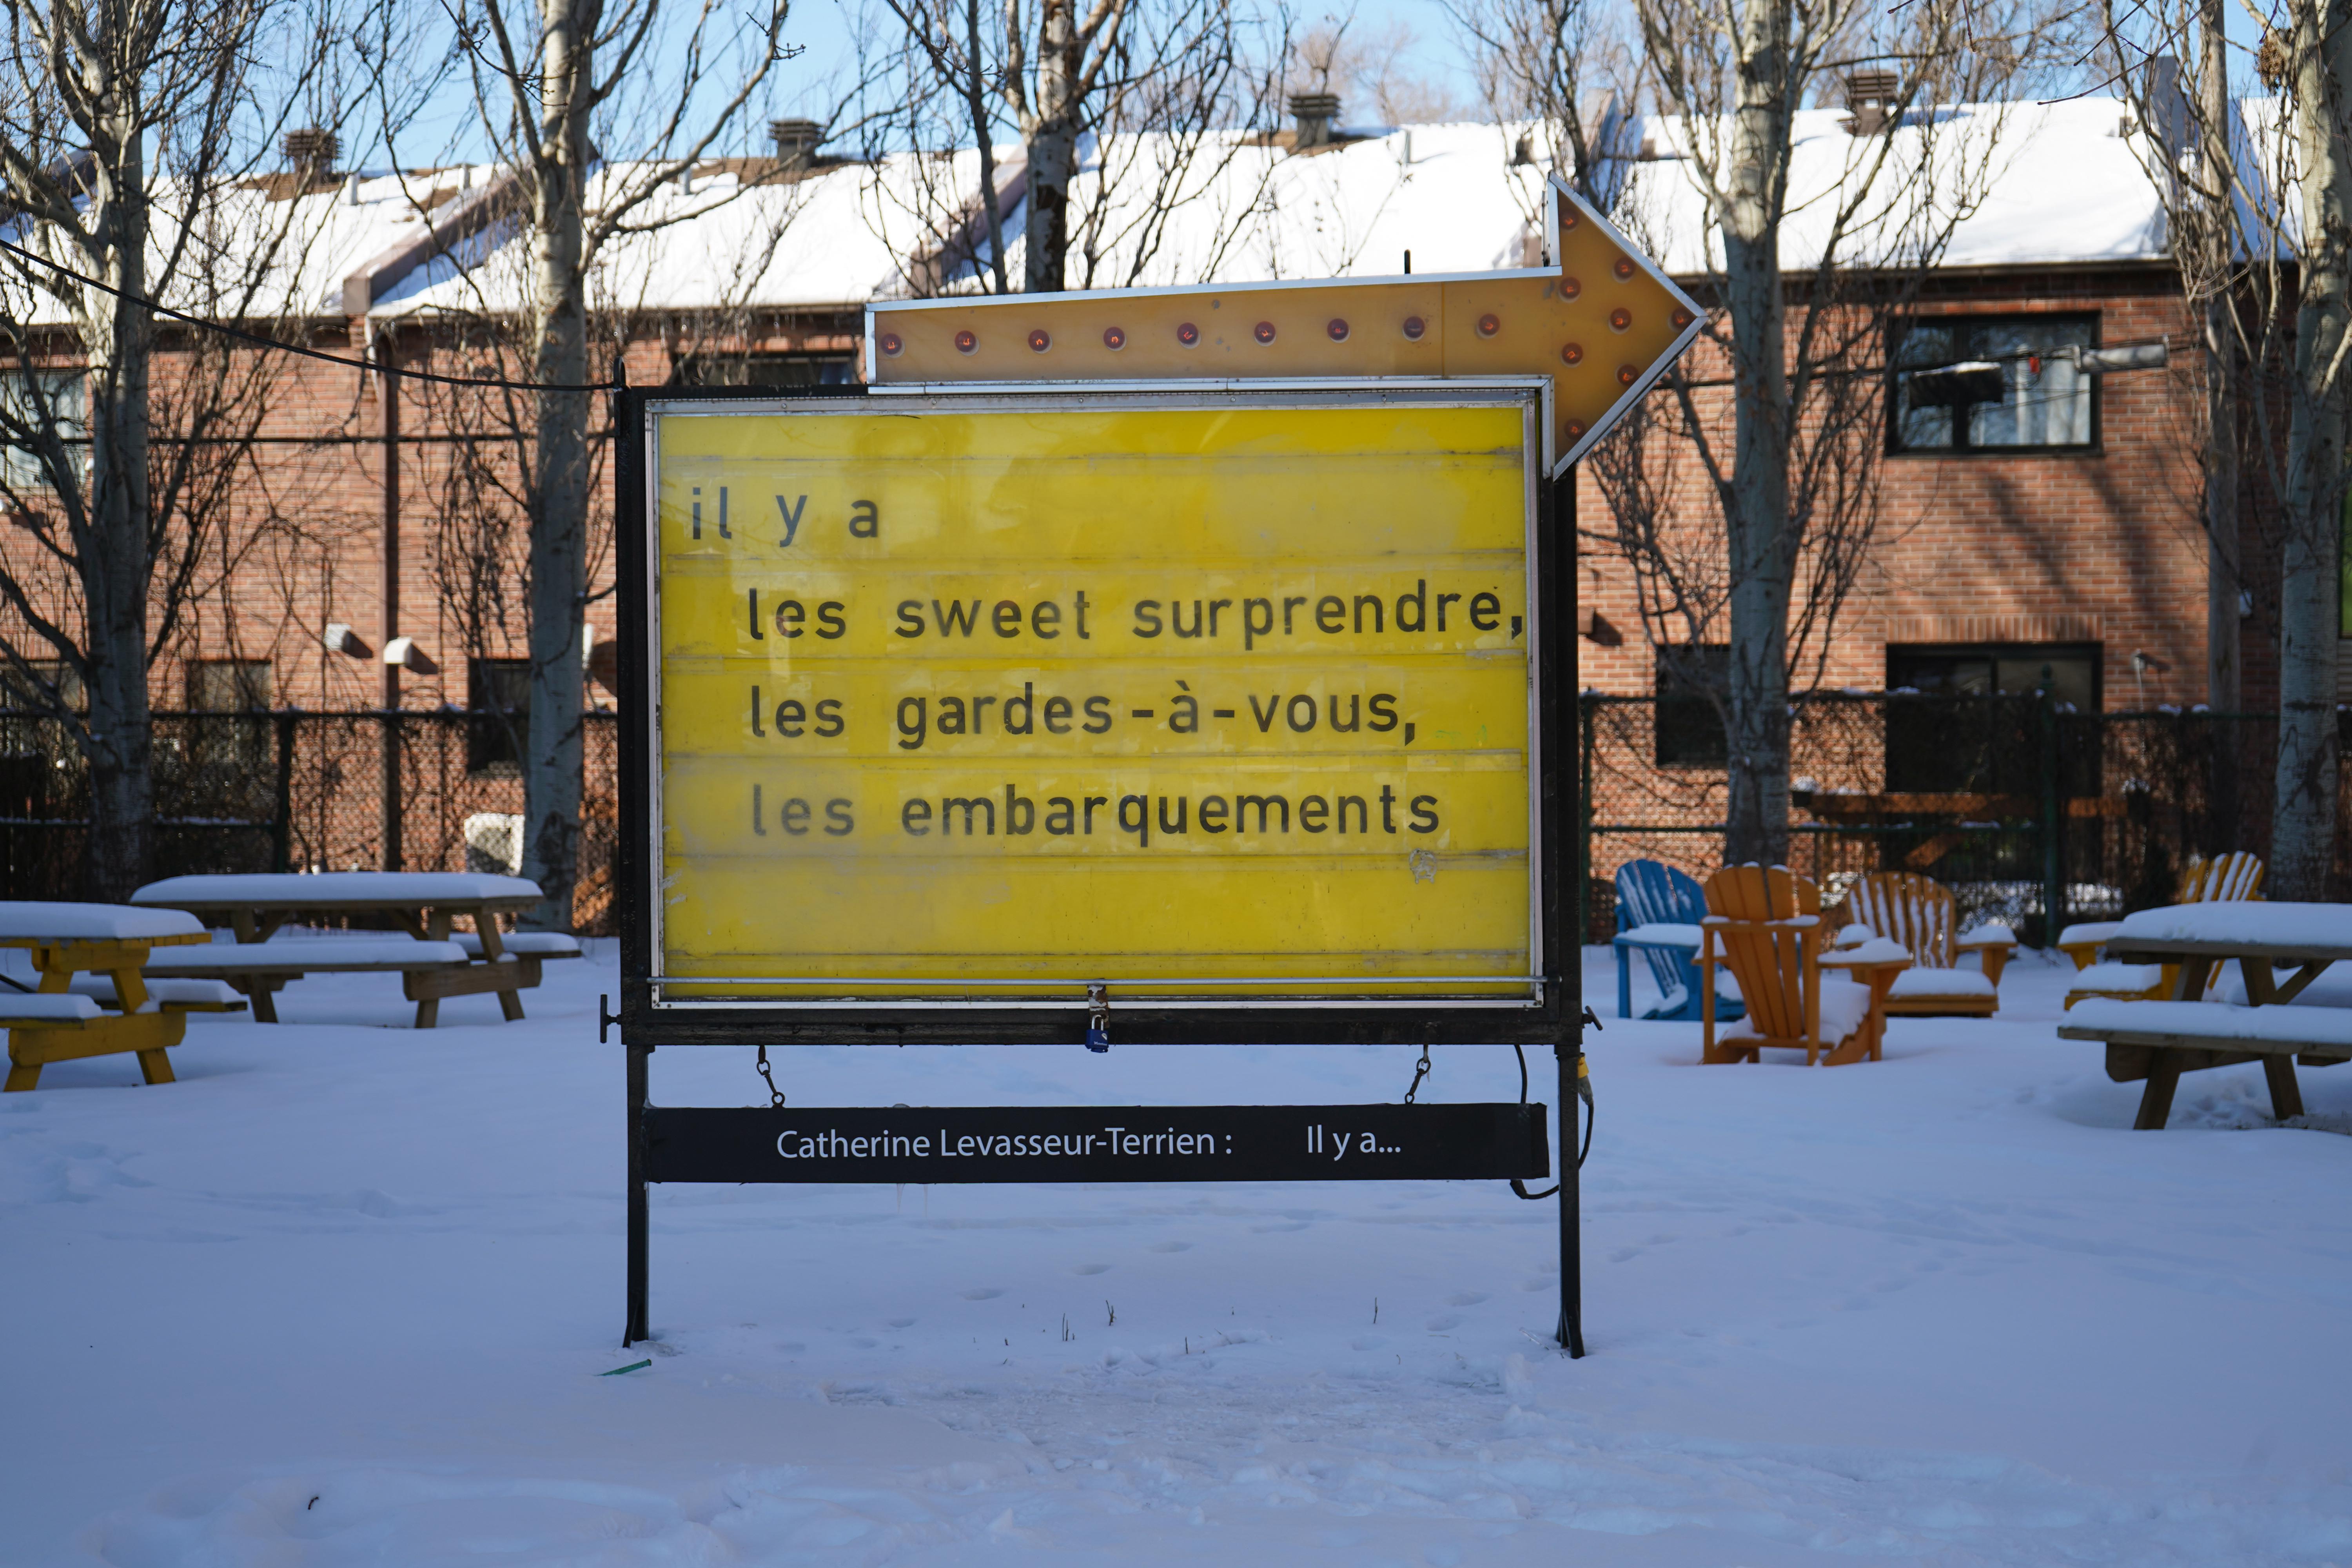 il y a
les sweet surprendre,
les gardes-à-vous,
les embarquements
Catherine Levasseur-Terrien : Il y a...